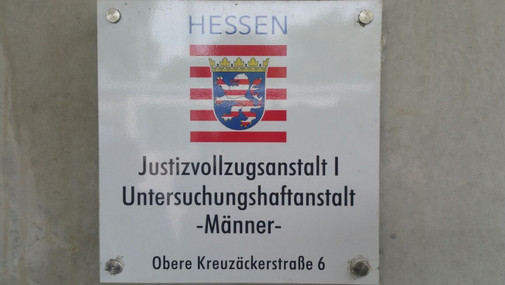 HESSEN
Justizvollzugsanstalt I
Untersuchungshaftanstalt
-Männer-
Obere Kreuzäckerstraße 6